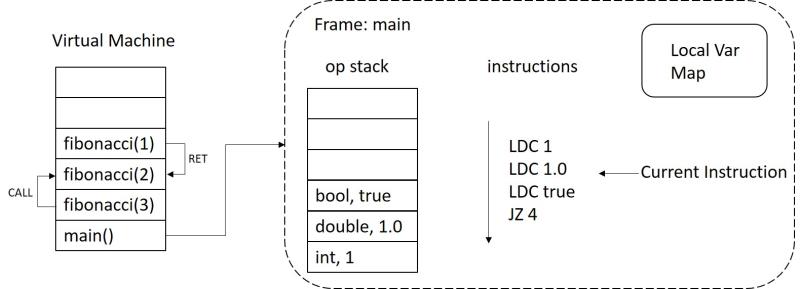 Virtual Machine
fibonacci(1)
fibonacci(2)
fibonacci(3)
main()
RET
CALL
Frame: main
op stack
bool, true
double, 1.0
int, 1
instructions
LDC 1
LDC 1.0
LDC true
JZ 4
Current Instruction
Local Var
Map